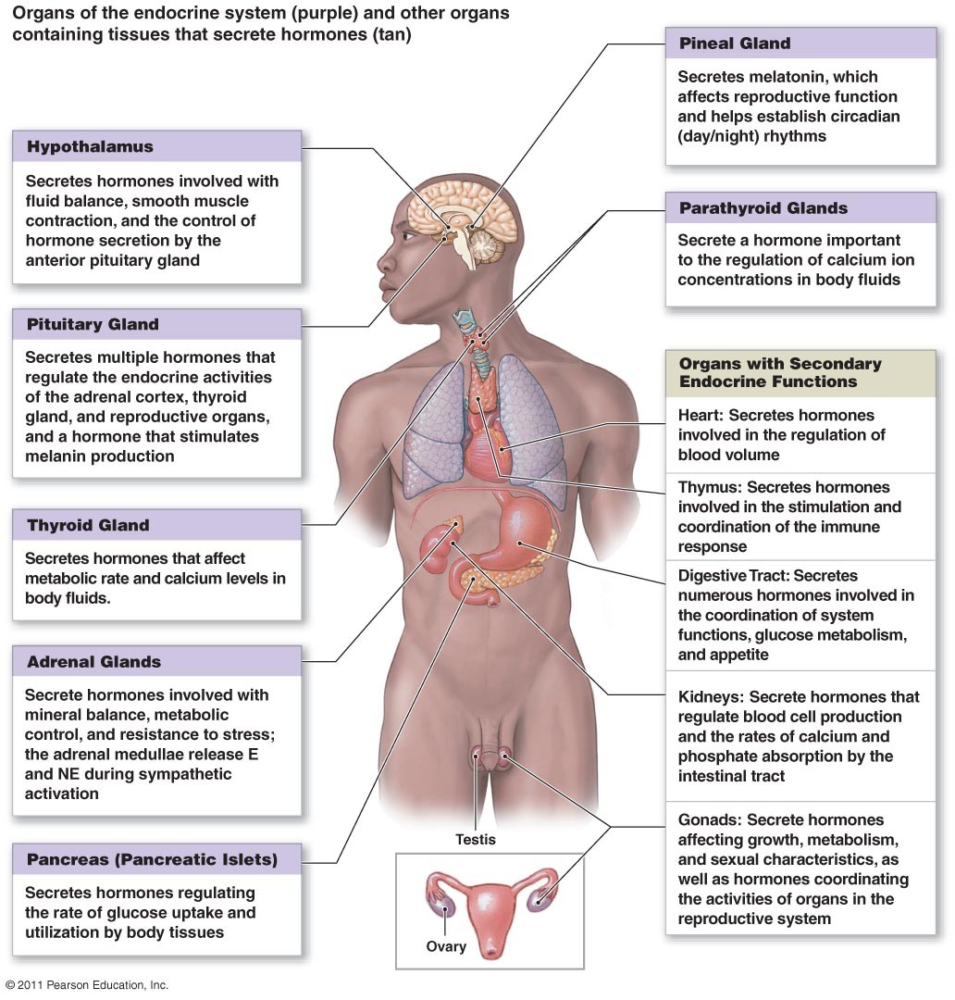 Organs of the endocrine system (purple) and other organs
containing tissues that secrete hormones (tan)
Hypothalamus
Secretes hormones involved with
fluid balance, smooth muscle
contraction, and the control of
hormone secretion by the
anterior pituitary gland
Pituitary Gland
Secretes multiple hormones that
regulate the endocrine activities
of the adrenal cortex, thyroid
gland, and reproductive organs,
and a hormone that stimulates
melanin production
Thyroid Gland
Secretes hormones that affect
metabolic rate and calcium levels in
body fluids.
Adrenal Glands
Secrete hormones involved with
mineral balance, metabolic
control, and resistance to stress;
the adrenal medullae release E
and NE during sympathetic
activation
Pancreas (Pancreatic Islets)
Secretes hormones regulating
the rate of glucose uptake and
utilization by body tissues
Testis
Ovary
Pineal Gland
Secretes melatonin, which
affects reproductive function
and helps establish circadian
(day/night) rhythms
Parathyroid Glands
Secrete a hormone important
to the regulation of calcium ion
concentrations in body fluids
Organs with Secondary
Endocrine Functions
Heart: Secretes hormones
involved in the regulation of
blood volume
Thymus: Secretes hormones
involved in the stimulation and
coordination of the immune
response
Digestive Tract: Secretes
numerous hormones involved in
the coordination of system
functions, glucose metabolism,
and appetite
Kidneys: Secrete hormones that
regulate blood cell production
and the rates of calcium and
phosphate absorption by the
intestinal tract
Gonads: Secrete hormones
affecting growth, metabolism,
and sexual characteristics, as
well as hormones coordinating
the activities of organs in the
reproductive system
© 2011 Pearson Education, Inc.